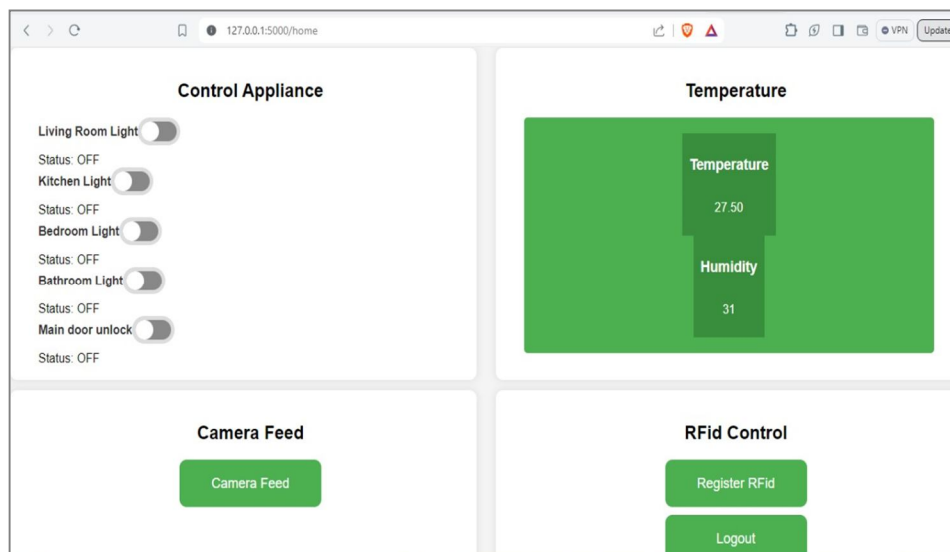 127.0.0.1:5000/home
VPN
Update
Control Appliance
Living Room Light
Status: OFF
Kitchen Light
Status: OFF
Bedroom Light
Status: OFF
Bathroom Light
Status: OFF
Main door unlock
Status: OFF
Temperature
Temperature
27.50
Humidity
31
Camera Feed
Camera Feed
RFid Control
Register RFid
Logout